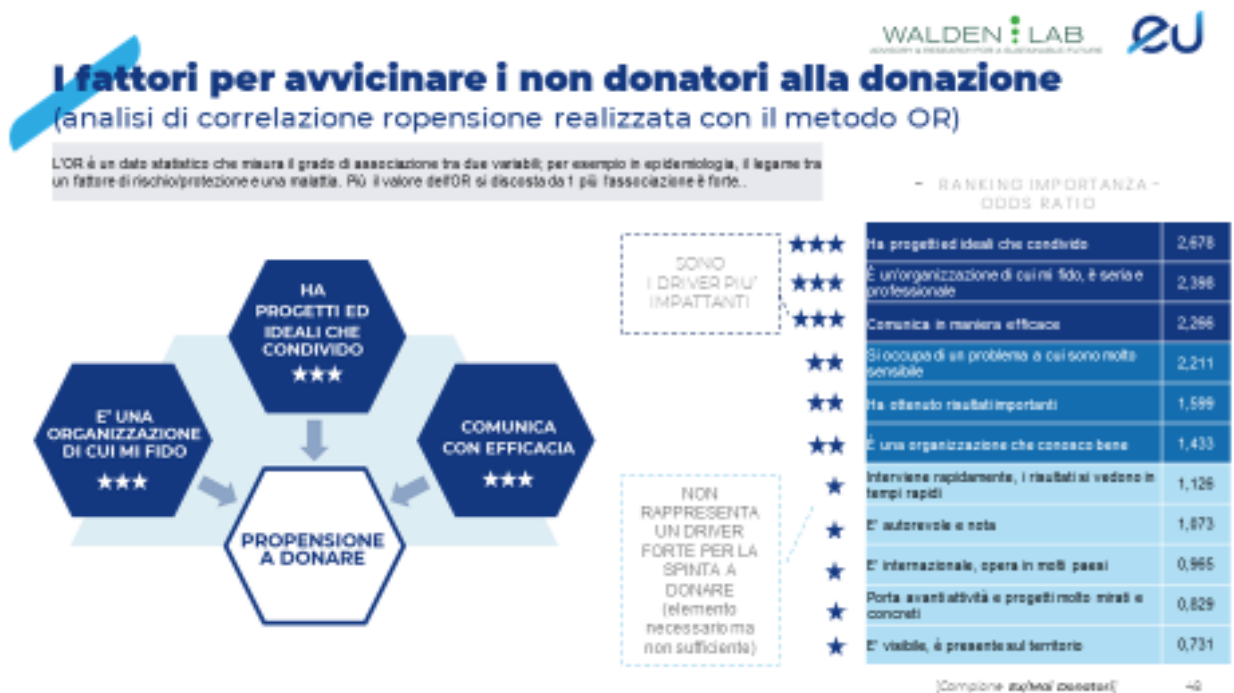 WALDEN LAB
ADVISORY & RESEARCH FOR A SUSTAINABLE FUTURE
eu
I fattori per avvicinare i non donatori alla donazione
(analisi di correlazione ropensione realizzata con il metodo OR)
L'OR è un dato statistico che misura il grado di associazione tra due variabili; per esempio in epidemiologia, il legame tra
un fattore di rischio/protezione e una malattia. Più il valore dell'OR si discosta da 1 più l'associazione è forte..
- RANKING IMPORTANZA -
ODDS RATIO
SONO
I DRIVER PIU'
IMPATTANTI
HA
PROGETTI ED
IDEALI CHE
CONDIVIDO
E' UNA
ORGANIZZAZIONE
DI CUI MI FIDO
COMUNICA
CON EFFICACIA
PROPENSIONE
A DONARE
NON
RAPPRESENTA
UN DRIVER
FORTE PER LA
SPINTA A
DONARE
(elemento
necessario ma
non sufficiente)
Ha progetti ed ideali che condivido 2,678
È un'organizzazione di cui mi fido, è seria e
professionale 2,398
Comunica in maniera efficace 2,266
Si occupa di un problema a cui sono molto
sensibile 2,211
Ha ottenuto risultati importanti 1,599
È una organizzazione che conosco bene 1,433
Interviene rapidamente, i risultati si vedono in
tempi rapidi 1,126
E' autorevole e nota 1,073
E' internazionale, opera in molti paesi 0,965
Porta avanti attività e progetti molto mirati e
concreti 0,829
E' visibile, è presente sul territorio 0,731
Donatori]